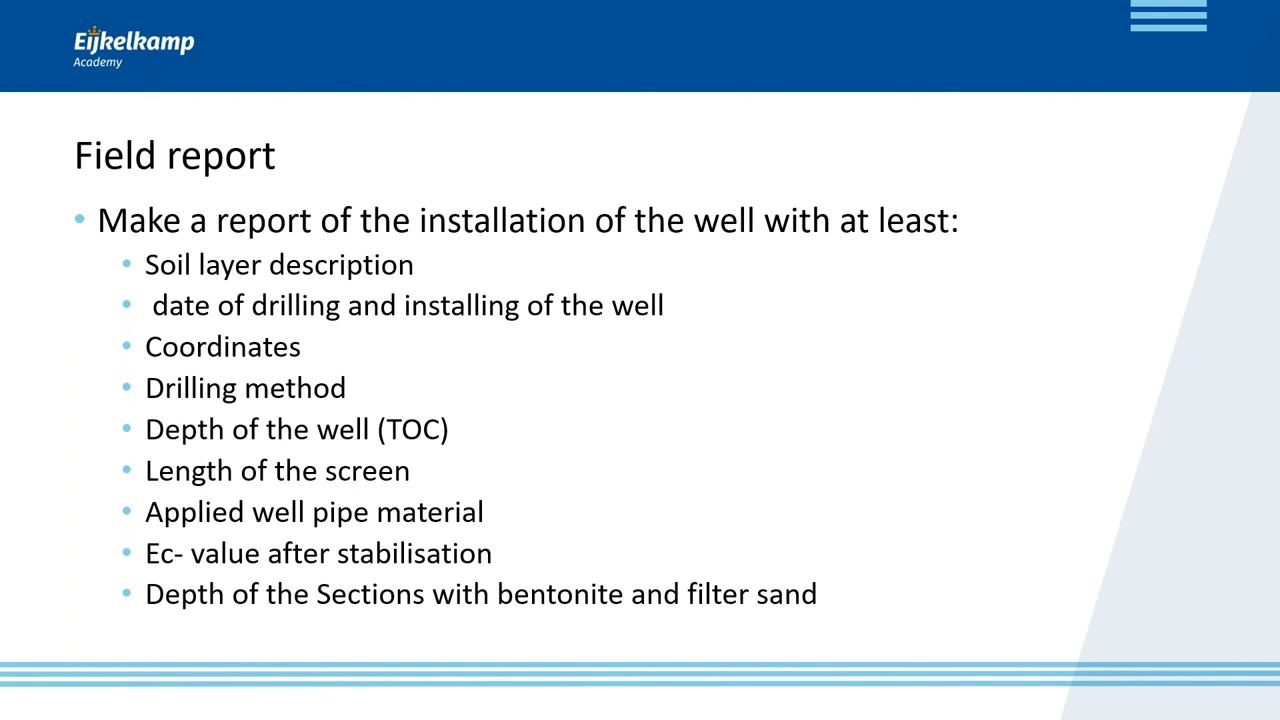 Eijkelkamp
Academy
Field report
• Make a report of the installation of the well with at least:
• Soil layer description
• date of drilling and installing of the well
• Coordinates
• Drilling method
• Depth of the well (TOC)
• Length of the screen
• Applied well pipe material
• Ec- value after stabilisation
• Depth of the Sections with bentonite and filter sand